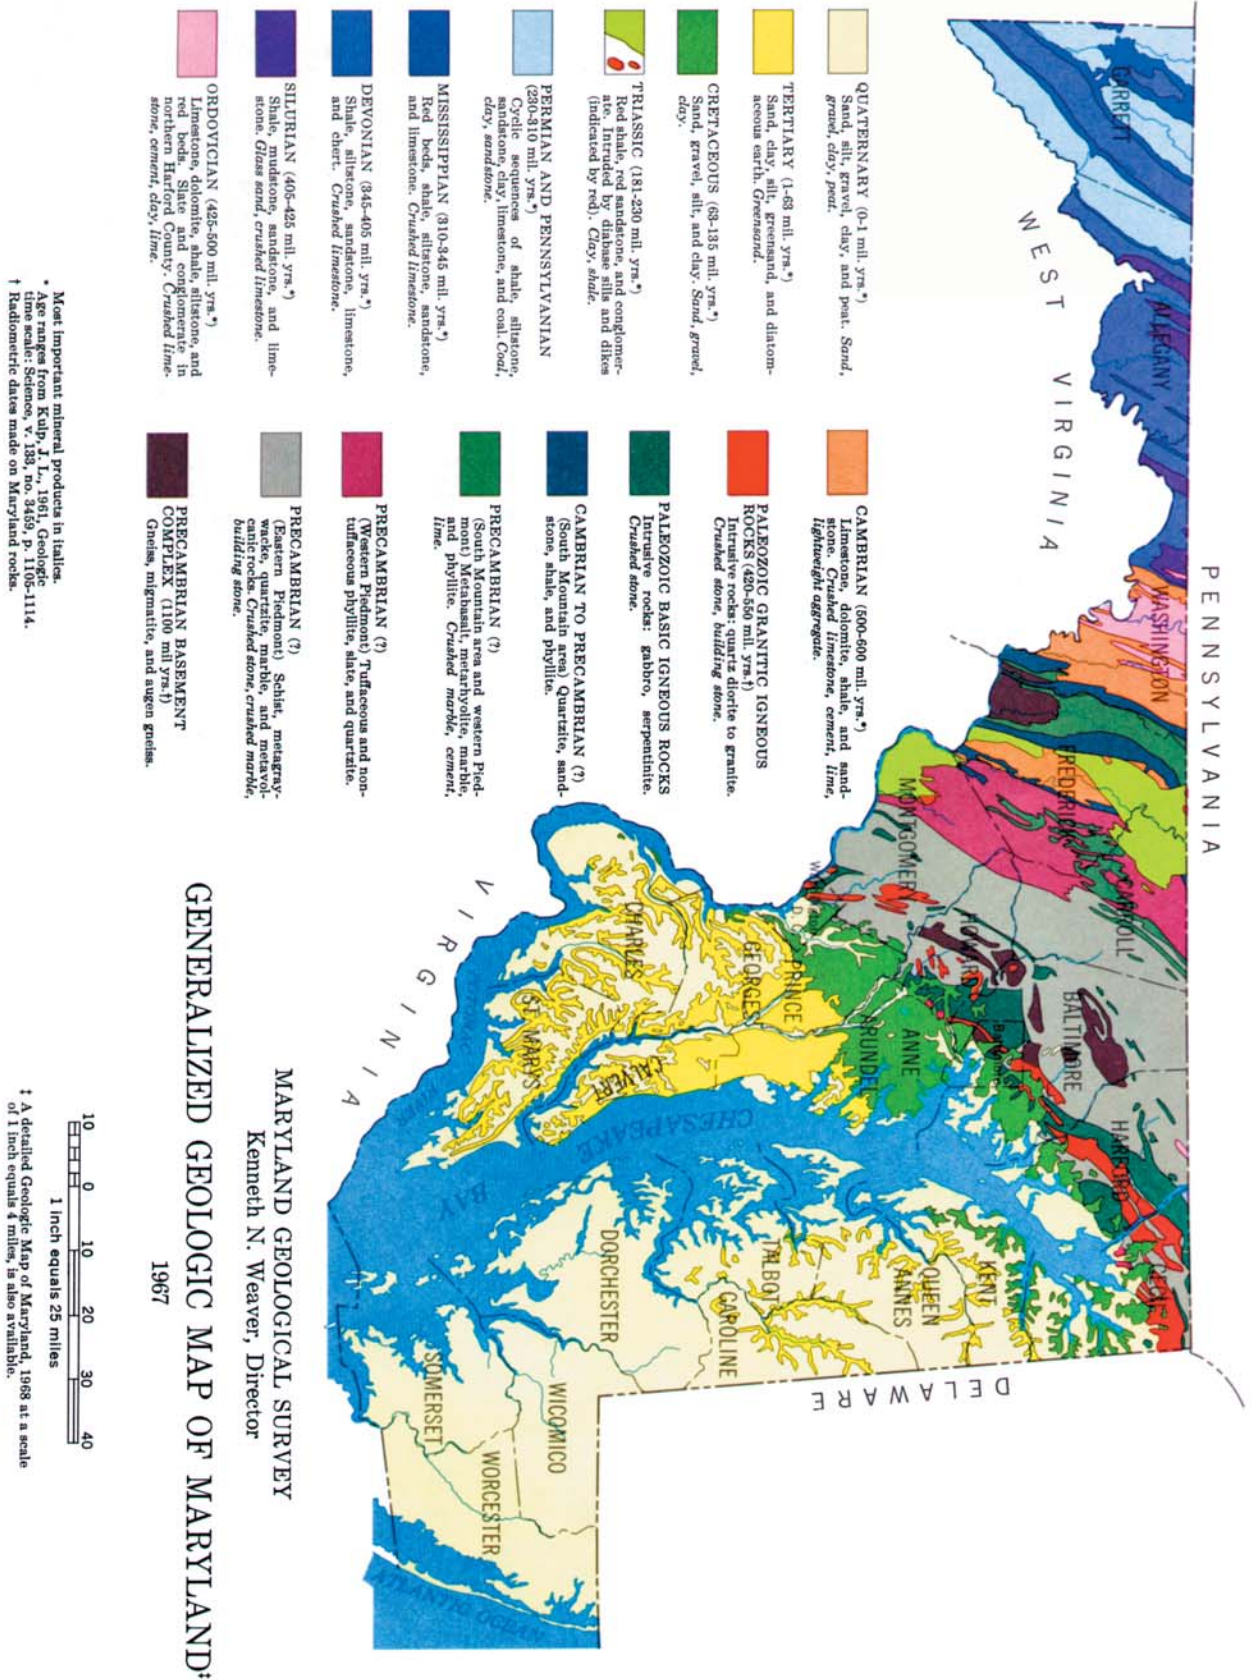 PENNSYLVANIA
GARRETT
ALLEGANY
WASHINGTON
FREDERICK
CARROLL
BALTIMORE
HARFORD
CECIL
MONTGOMERY
HOWARD
Baltimore
WEST VIRGINIA
KENT
ANNE
ARUNDEL
QUEEN
ANNES
DELAWARE
PRINCE
GEORGES
TALBOT
CAROLINE
CHARLES
CALVERT
CHESAPEAKE
BAY
ST. MARYS
DORCHESTER
WICOMICO
VIRGINIA
POTOMAC
RIVER
SOMERSET
WORCESTER
ATLANTIC OCEAN
QUATERNARY (0-1 mil. yrs.*)
Sand, silt, gravel, clay, and peat. Sand,
gravel, clay, peat.
TERTIARY (1-63 mil. yrs.*)
Sand, clay, silt, greensand, and diatom-
aceous earth. Greensand.
CRETACEOUS (63-135 mil. yrs.*)
Sand, gravel, silt, and clay. Sand, gravel,
clay.
TRIASSIC (181-230 mil. yrs.*)
Red shale, red sandstone, and conglomer-
ate. Intruded by diabase sills and dikes
(indicated by red). Clay, shale.
PERMIAN AND PENNSYLVANIAN
(230-310 mil. yrs.*)
Cyclic sequences of shale, siltstone,
sandstone, clay, limestone, and coal. Coal,
clay, sandstone.
MISSISSIPPIAN (310-345 mil. yrs.*)
Red beds, shale, siltstone, sandstone,
and limestone. Crushed limestone.
DEVONIAN (345-405 mil. yrs.*)
Shale, siltstone, sandstone, limestone,
and chert. Crushed limestone.
SILURIAN (405-425 mil. yrs.*)
Shale, mudstone, sandstone, and lime-
stone. Glass sand, crushed limestone.
ORDOVICIAN (425-500 mil. yrs.*)
Limestone, dolomite, shale, siltstone, and
red beds. Slate and conglomerate in
northern Harford County. Crushed lime-
stone, cement, clay, lime.
CAMBRIAN (500-600 mil. yrs.*)
Limestone, dolomite, shale, and sand-
stone. Crushed limestone, cement, lime,
lightweight aggregate.
PALEOZOIC GRANITIC IGNEOUS
ROCKS (420-550 mil. yrs.†)
Intrusive rocks: quartz diorite to granite.
Crushed stone, building stone.
PALEOZOIC BASIC IGNEOUS ROCKS
Intrusive rocks: gabbro, serpentinite.
Crushed stone.
CAMBRIAN TO PRECAMBRIAN (?)
(South Mountain area) Quartzite, sand-
stone, shale, and phyllite.
PRECAMBRIAN (?)
(South Mountain area and western Pied-
mont) Metabasalt, metarhyolite, marble,
and phyllite. Crushed marble, cement,
lime.
PRECAMBRIAN (?)
(Western Piedmont) Tuffaceous and non-
tuffaceous phyllite, slate, and quartzite.
PRECAMBRIAN (?)
(Eastern Piedmont) Schist, metagray-
wacke, quartzite, marble, and metavol-
canic rocks. Crushed stone, crushed marble,
building stone.
PRECAMBRIAN BASEMENT
COMPLEX (1100 mil yrs.†)
Gneiss, migmatite, and augen gneiss.
Most important mineral products in italics.
* Age ranges from Kulp, J. L., 1961, Geologic
time scale: Science, v. 133, no. 3459, p. 1105-1114.
† Radiometric dates made on Maryland rocks.
MARYLAND GEOLOGICAL SURVEY
Kenneth N. Weaver, Director
GENERALIZED GEOLOGIC MAP OF MARYLAND‡
1967
10 0 10 20 30 40
1 inch equals 25 miles
‡ A detailed Geologic Map of Maryland, 1968 at a scale
of 1 inch equals 4 miles, is also available.